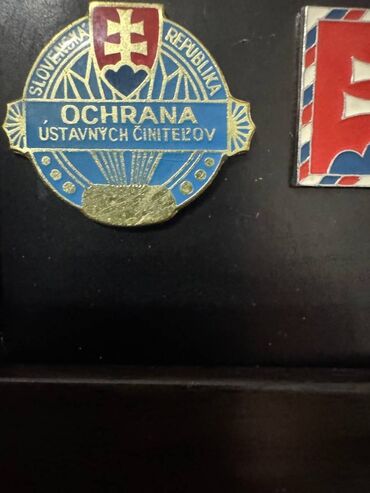 SLOVENSKÁ REPUBLIKA
OCHRANA
ÚSTAVNÝCH ČINITEĽOV